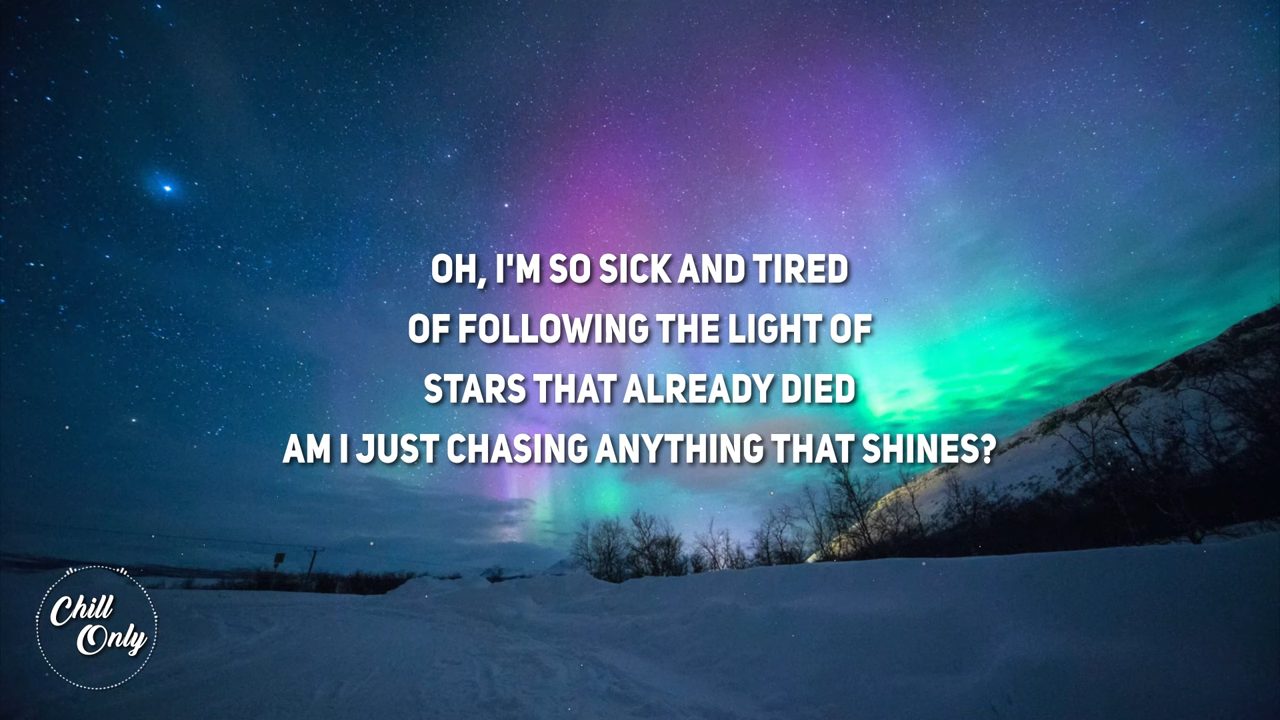 OH, I'M SO SICK AND TIRED
OF FOLLOWING THE LIGHT OF
STARS THAT ALREADY DIED
AM I JUST CHASING ANYTHING THAT SHINES?
Chill
Only